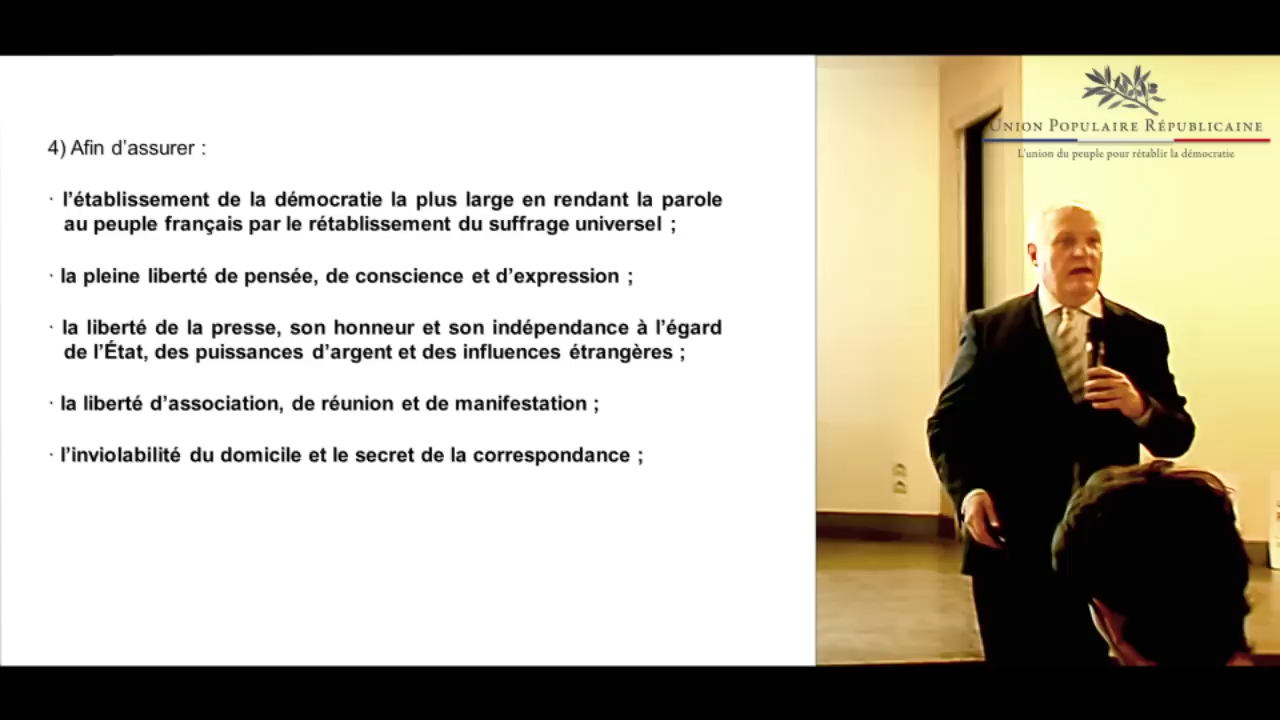 4) Afin d’assurer :
· l’établissement de la démocratie la plus large en rendant la parole
au peuple français par le rétablissement du suffrage universel ;
· la pleine liberté de pensée, de conscience et d’expression ;
· la liberté de la presse, son honneur et son indépendance à l’égard
de l’État, des puissances d’argent et des influences étrangères ;
· la liberté d’association, de réunion et de manifestation ;
· l’inviolabilité du domicile et le secret de la correspondance ;
UNION POPULAIRE RÉPUBLICAINE
L'union du peuple pour rétablir la démocratie